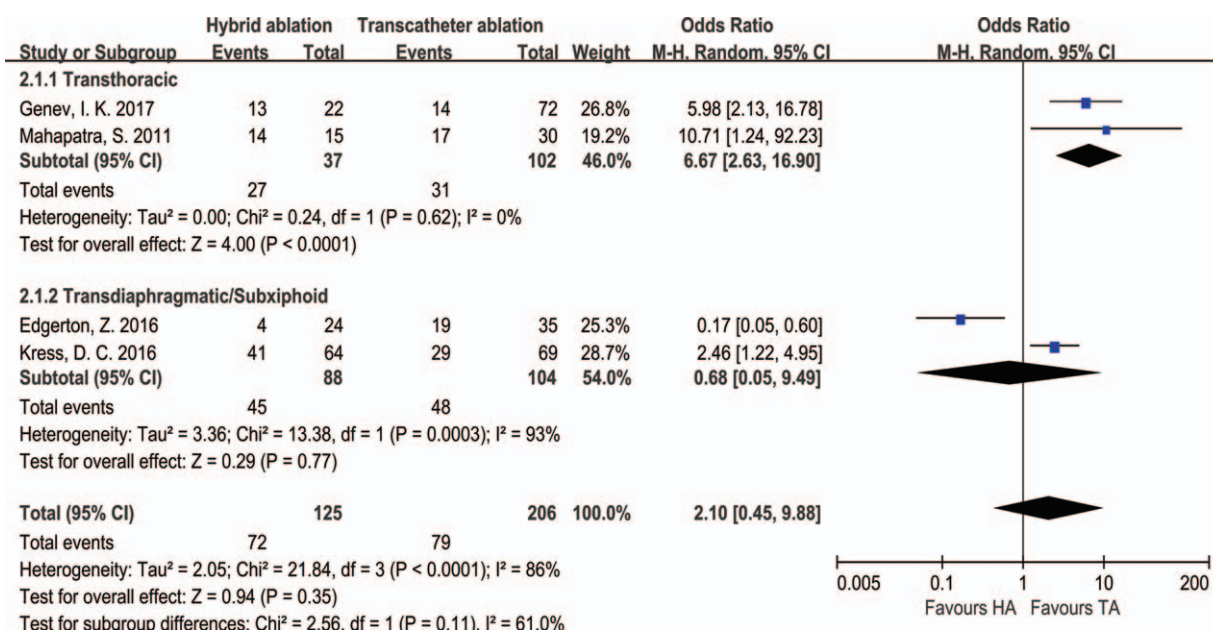 Hybrid ablation Transcatheter ablation Odds Ratio Odds Ratio
Study or Subgroup Events Total Events Total Weight M-H, Random, 95% CI M-H, Random, 95% CI
2.1.1 Transthoracic
Genev, I. K. 2017 13 22 14 72 26.8% 5.98 [2.13, 16.78]
Mahapatra, S. 2011 14 15 17 30 19.2% 10.71 [1.24, 92.23]
Subtotal (95% CI) 37 102 46.0% 6.67 [2.63, 16.90]
Total events 27 31
Heterogeneity: Tau² = 0.00; Chi² = 0.24, df = 1 (P = 0.62); I² = 0%
Test for overall effect: Z = 4.00 (P < 0.0001)
2.1.2 Transdiaphragmatic/Subxiphoid
Edgerton, Z. 2016 4 24 19 35 25.3% 0.17 [0.05, 0.60]
Kress, D. C. 2016 41 64 29 69 28.7% 2.46 [1.22, 4.95]
Subtotal (95% CI) 88 104 54.0% 0.68 [0.05, 9.49]
Total events 45 48
Heterogeneity: Tau² = 3.36; Chi² = 13.38, df = 1 (P = 0.0003); I² = 93%
Test for overall effect: Z = 0.29 (P = 0.77)
Total (95% CI) 125 206 100.0% 2.10 [0.45, 9.88]
Total events 72 79
Heterogeneity: Tau² = 2.05; Chi² = 21.84, df = 3 (P < 0.0001); I² = 86%
Test for overall effect: Z = 0.94 (P = 0.35)
Test for subgroup differences: Chi² = 2.56, df = 1 (P = 0.11), I² = 61.0%
0.005 0.1 1 10 200
Favours HA Favours TA